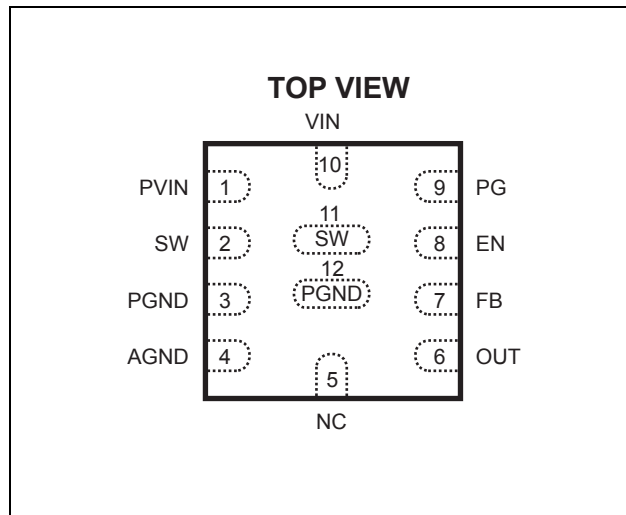 TOP VIEW
VIN
10
PVIN 1 9 PG
11
SW 2 SW 8 EN
12
PGND 3 PGND 7 FB
AGND 4 6 OUT
5
NC